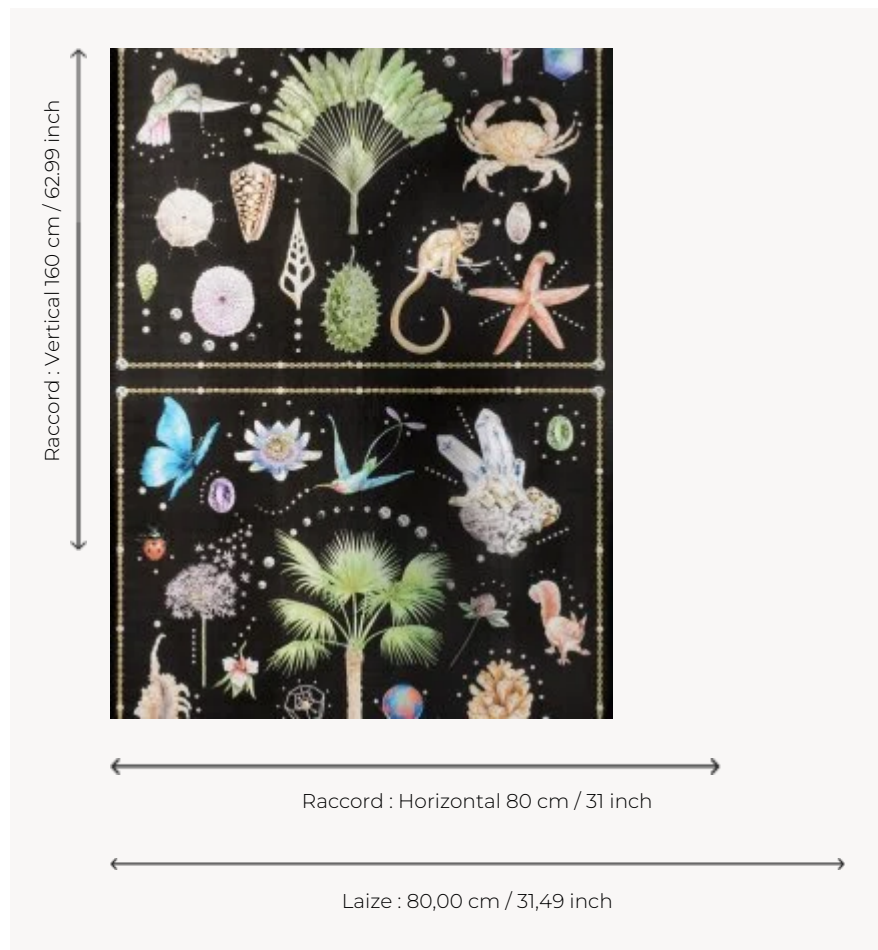 Raccord : Vertical 160 cm / 62.99 inch
Raccord : Horizontal 80 cm / 31 inch
Laize : 80,00 cm / 31,49 inch